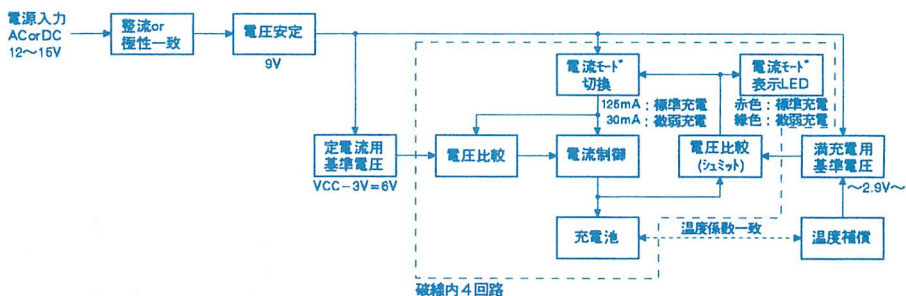 電源入力
ACorDC
12～16V
整流or
極性一致
電圧安定
9V
電流ﾓｰﾄﾞ
切換
電流ﾓｰﾄﾞ
表示LED
125mA：標準充電
30mA：微弱充電
赤色：標準充電
緑色：微弱充電
定電流用
基準電圧
VCC－3V＝6V
電圧比較
電流制御
電圧比較
(ｼｭﾐｯﾄ)
満充電用
基準電圧
～2.9V～
充電池
温度係数一致
温度補償
破線内4回路